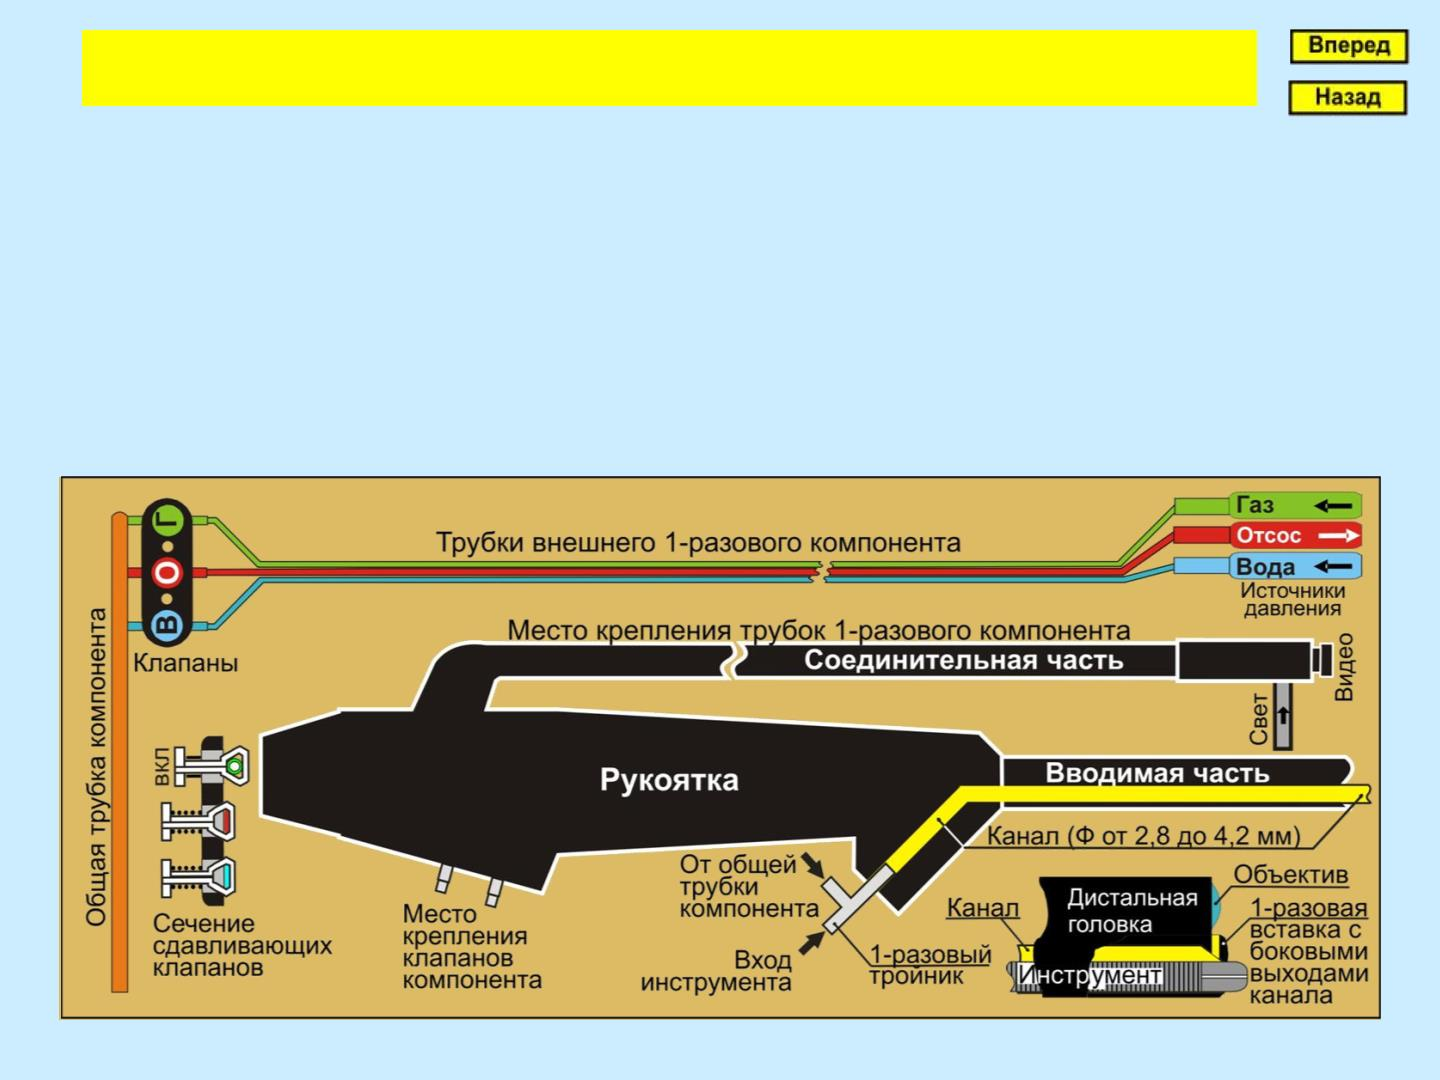 Вперед
Назад
Газ
Отсос
Вода
Источники
давления
Трубки внешнего 1-разового компонента
Г
О
В
Клапаны
Общая трубка компонента
Место крепления трубок 1-разового компонента
Соединительная часть
Видео
Свет
ВКЛ
Рукоятка
Вводимая часть
Канал (Ф от 2,8 до 4,2 мм)
От общей
трубки
компонента
Вход
инструмента
1-разовый
тройник
Сечение
сдавливающих
клапанов
Место
крепления
клапанов
компонента
Канал
Дистальная
головка
Инструмент
Объектив
1-разовая
вставка с
боковыми
выходами
канала